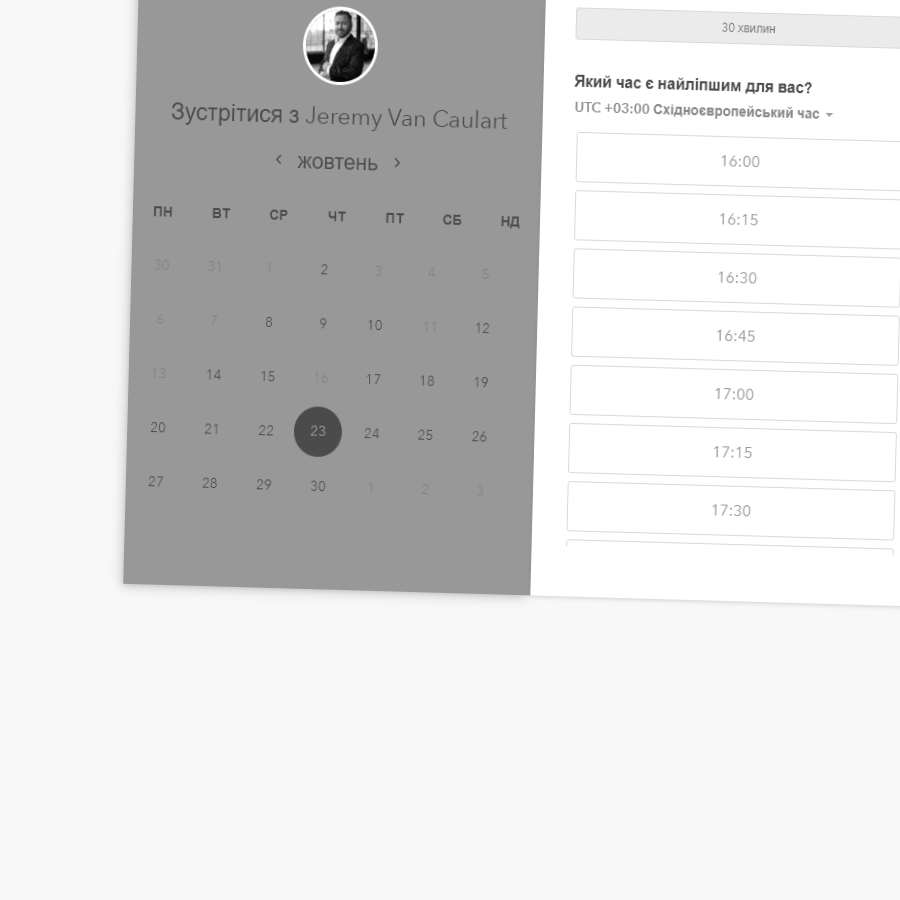 Зустрітися з Jeremy Van Caulart
жовтень
ПН ВТ СР ЧТ ПТ СБ НД
30 31 1 2 3 4 5
6 7 8 9 10 11 12
13 14 15 16 17 18 19
20 21 22 23 24 25 26
27 28 29 30 1 2 3
30 хвилин
Який час є найліпшим для вас?
UTC +03:00 Східноєвропейський час
16:00
16:15
16:30
16:45
17:00
17:15
17:30